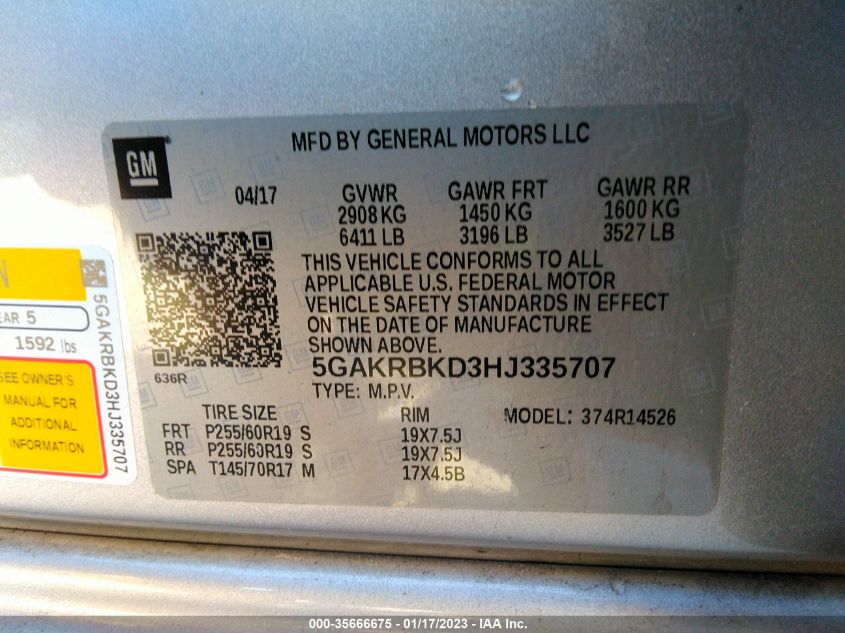 MFD BY GENERAL MOTORS LLC
GM
04/17
GVWR GAWR FRT GAWR RR
2908 KG 1450 KG 1600 KG
6411 LB 3196 LB 3527 LB
THIS VEHICLE CONFORMS TO ALL
APPLICABLE U.S. FEDERAL MOTOR
VEHICLE SAFETY STANDARDS IN EFFECT
ON THE DATE OF MANUFACTURE
SHOWN ABOVE.
636R
5GAKRBKD3HJ335707
TYPE: M.P.V.
TIRE SIZE RIM MODEL: 374R14526
FRT P255/60R19 S 19X7.5J
RR P255/60R19 S 19X7.5J
SPA T145/70R17 M 17X4.5B
5
1592 lbs
SEE OWNER'S
MANUAL FOR
ADDITIONAL
INFORMATION
5GAKRBKD3HJ335707
000-35666675 - 01/17/2023 - IAA Inc.